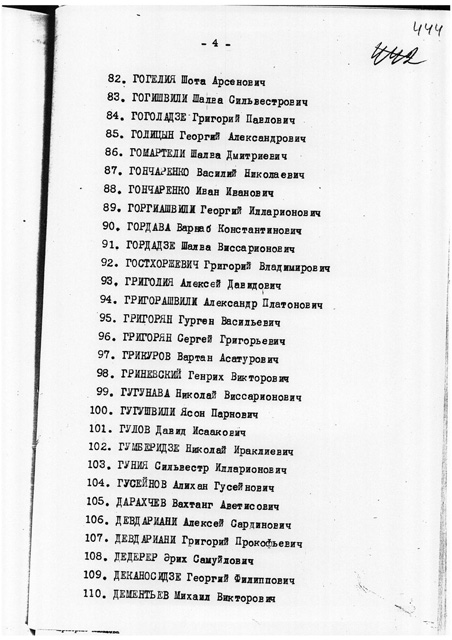 444
- 4 -
442
82. ГОГЕЛИЯ Шота Арсенович
83. ГОГИШВИЛИ Шалва Сильвестрович
84. ГОГОЛАДЗЕ Григорий Павлович
85. ГОЛИЦЫН Георгий Александрович
86. ГОМАРТЕЛИ Шалва Дмитриевич
87. ГОНЧАРЕНКО Василий Николаевич
88. ГОНЧАРЕНКО Иван Иванович
89. ГОРГИАШВИЛИ Георгий Илларионович
90. ГОРДАВА Варнаб Константинович
91. ГОРДАДЗЕ Шалва Виссарионович
92. ГОСТХОРЖЕВИЧ Григорий Владимирович
93. ГРИГОЛИЯ Алексей Давидович
94. ГРИГОРАШВИЛИ Александр Платонович
95. ГРИГОРЯН Гурген Васильевич
96. ГРИГОРЯН Сергей Григорьевич
97. ГРИКУРОВ Вартан Асатурович
98. ГРИНЕВСКИЙ Генрих Викторович
99. ГУГУНАВА Николай Виссарионович
100. ГУГУШВИЛИ Ясон Парнович
101. ГУЛОВ Давид Исаакович
102. ГУМБЕРИДЗЕ Николай Ираклиевич
103. ГУНИЯ Сильвестр Илларионович
104. ГУСЕЙНОВ Алихан Гусейнович
105. ДАРАХЧЕВ Вахтанг Аветисович
106. ДЕВДАРИАНИ Алексей Сардинович
107. ДЕВДАРИАНИ Григорий Прокофьевич
108. ДЕДЕРЕР Эрих Самуйлович
109. ДЕКАНОСИДЗЕ Георгий Филиппович
110. ДЕМЕНТЬЕВ Михаил Викторович